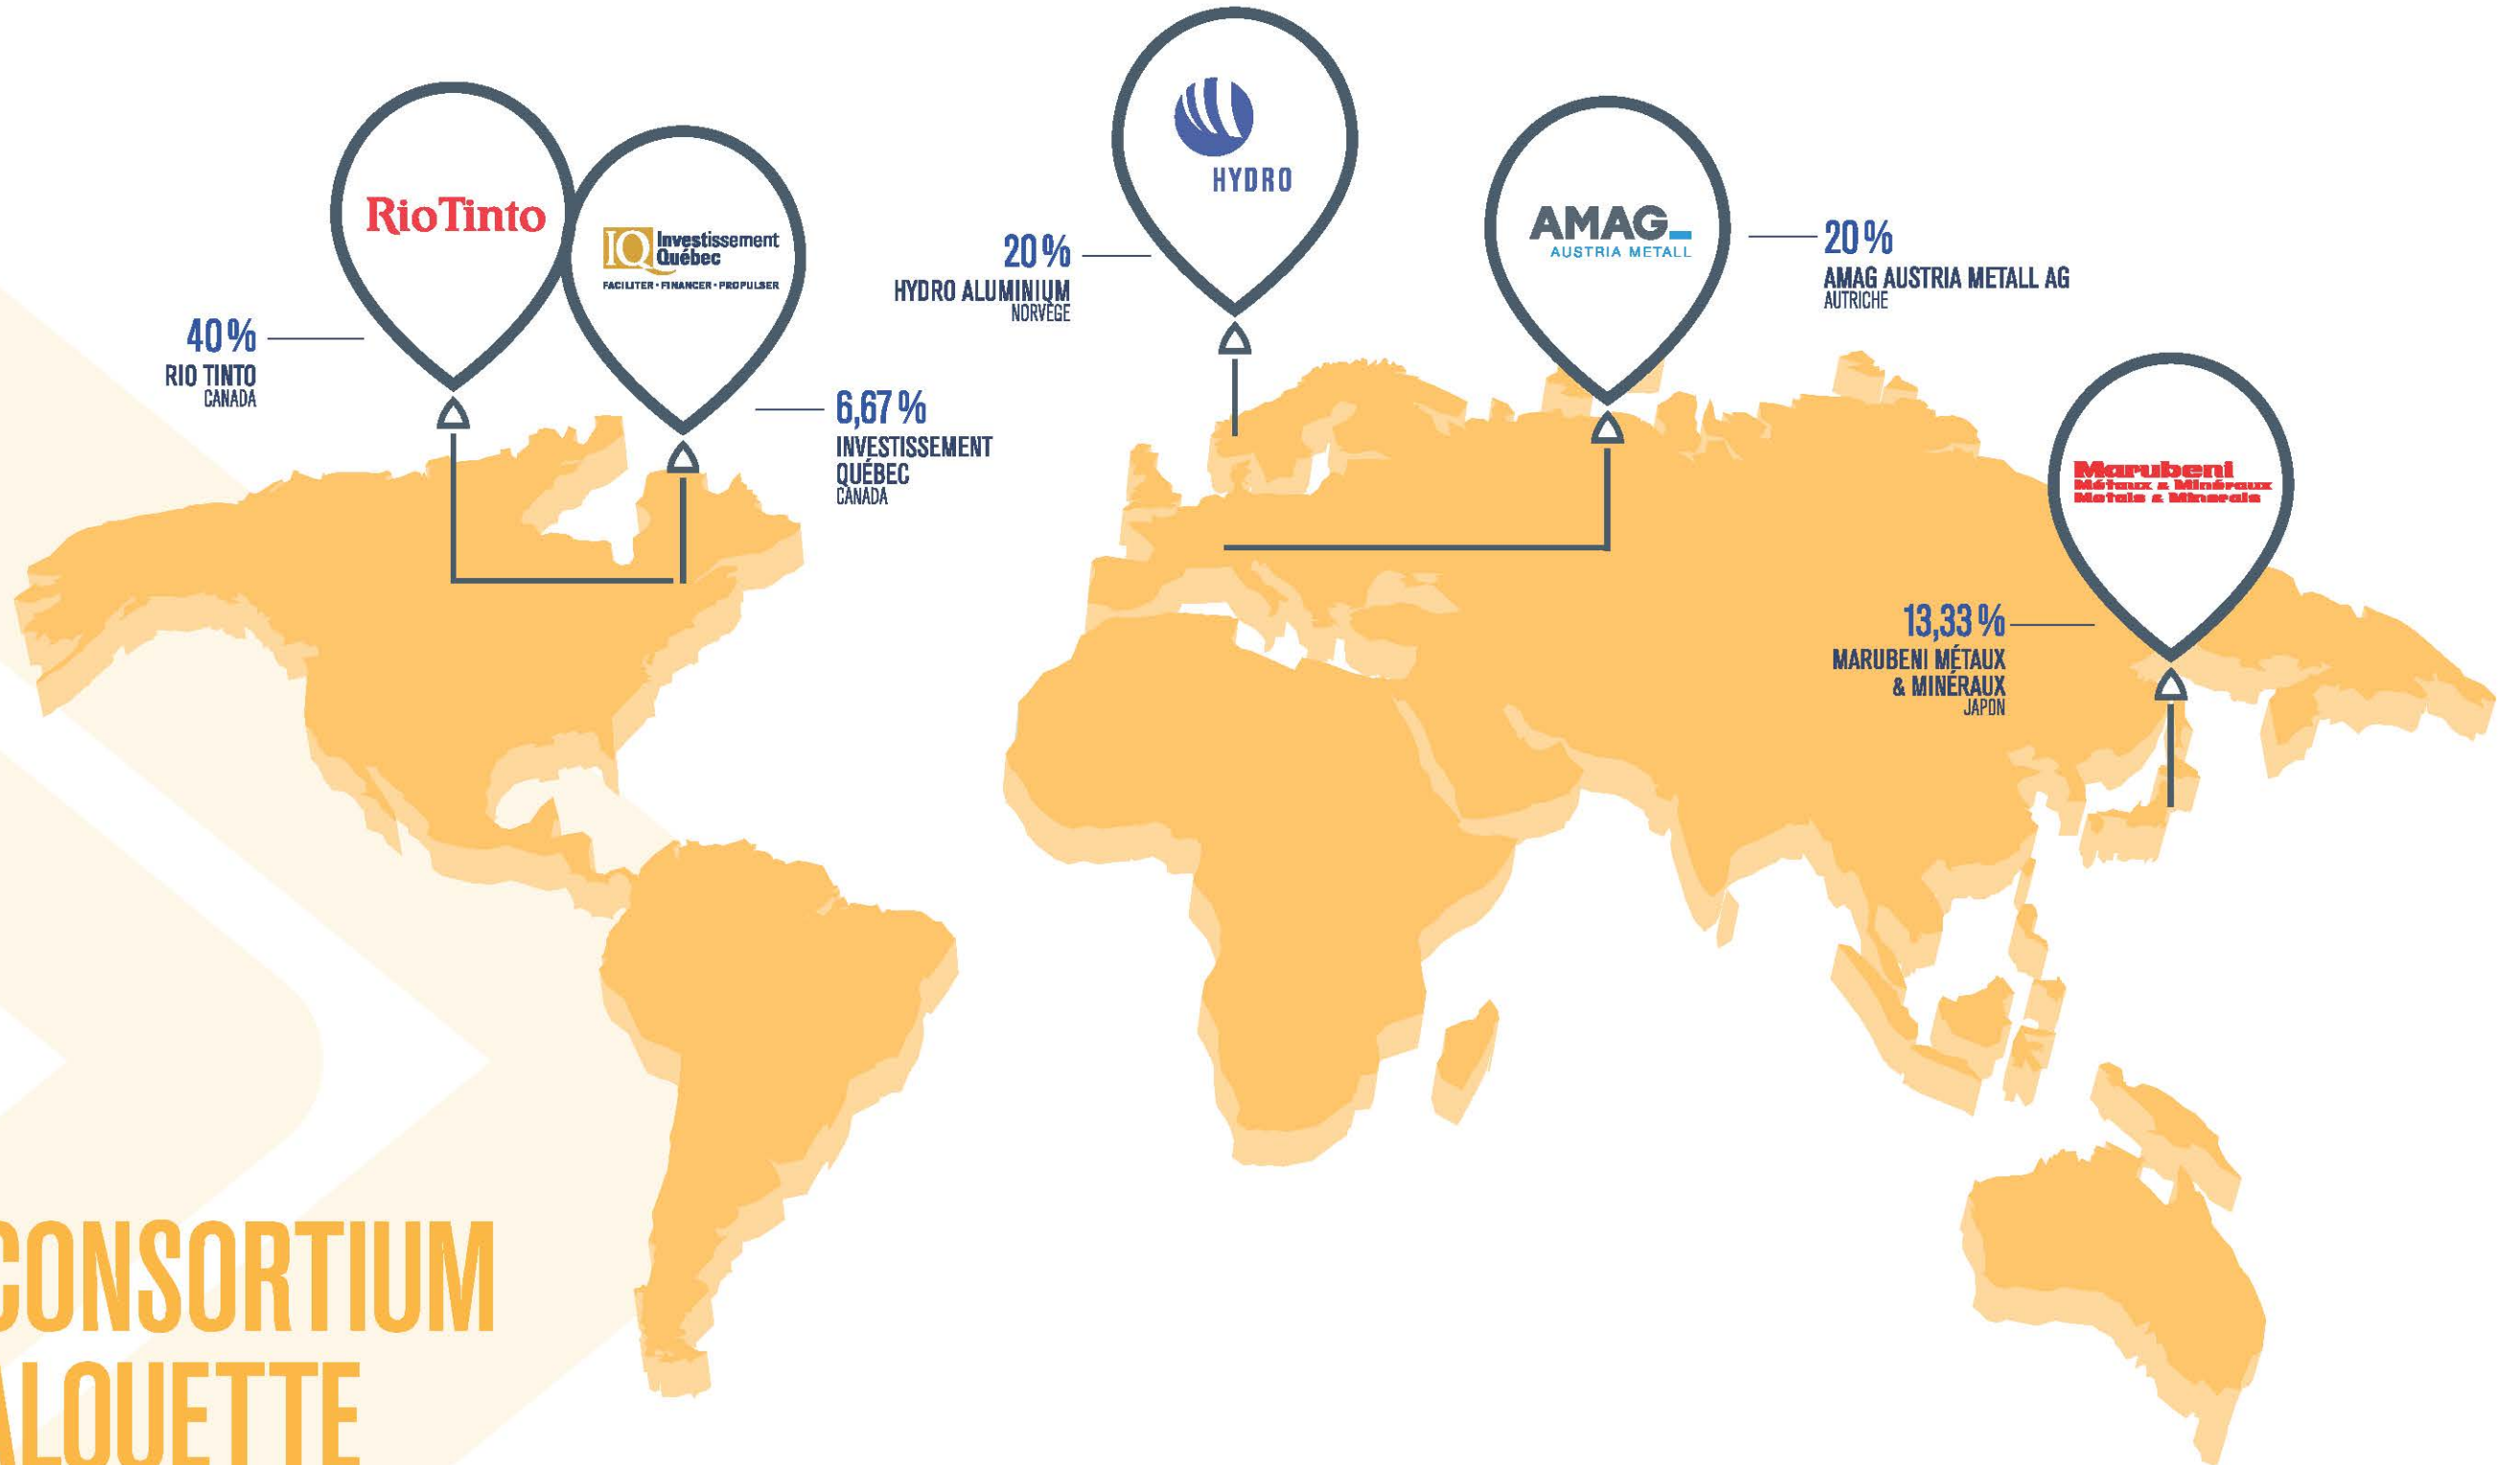 RioTinto
40%
RIO TINTO
CANADA
IQ Investissement
Québec
FACILITER • FINANCER • PROPULSER
6,67%
INVESTISSEMENT
QUÉBEC
CANADA
HYDRO
20%
HYDRO ALUMINIUM
NORVÈGE
AMAG
AUSTRIA METALL
20%
AMAG AUSTRIA METALL AG
AUTRICHE
Marubeni
Métaux & Minéraux
Metals & Minerals
13,33%
MARUBENI MÉTAUX
& MINÉRAUX
JAPON
CONSORTIUM
ALOUETTE